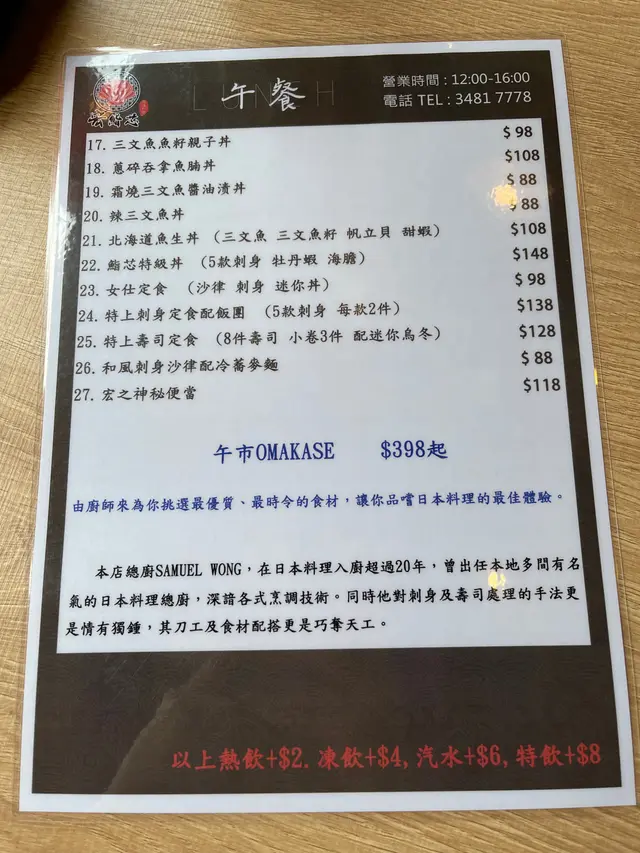 LUNCH
午餐
營業時間 : 12:00-16:00
電話 TEL : 3481 7778
17. 三文魚魚籽親子丼 $98
18. 蔥碎吞拿魚腩丼 $108
19. 霜燒三文魚醬油漬丼 $88
20. 辣三文魚丼 $88
21. 北海道魚生丼 (三文魚 三文魚籽 帆立貝 甜蝦) $108
22. 鮨芯特級丼 (5款刺身 牡丹蝦 海膽) $148
23. 女仕定食 (沙律 刺身 迷你丼) $98
24. 特上刺身定食配飯團 (5款刺身 每款2件) $138
25. 特上壽司定食 (8件壽司 小卷3件 配迷你烏冬) $128
26. 和風刺身沙律配冷蕎麥麵 $88
27. 宏之神秘便當 $118
午市OMAKASE $398起
由廚師來為你挑選最優質、最時令的食材，讓你品嚐日本料理的最佳體驗。
本店總廚SAMUEL WONG，在日本料理入廚超過20年，曾出任本地多間有名
氣的日本料理總廚，深諳各式烹調技術。同時他對刺身及壽司處理的手法更
是情有獨鍾，其刀工及食材配搭更是巧奪天工。
以上熱飲+$2. 凍飲+$4, 汽水+$6, 特飲+$8